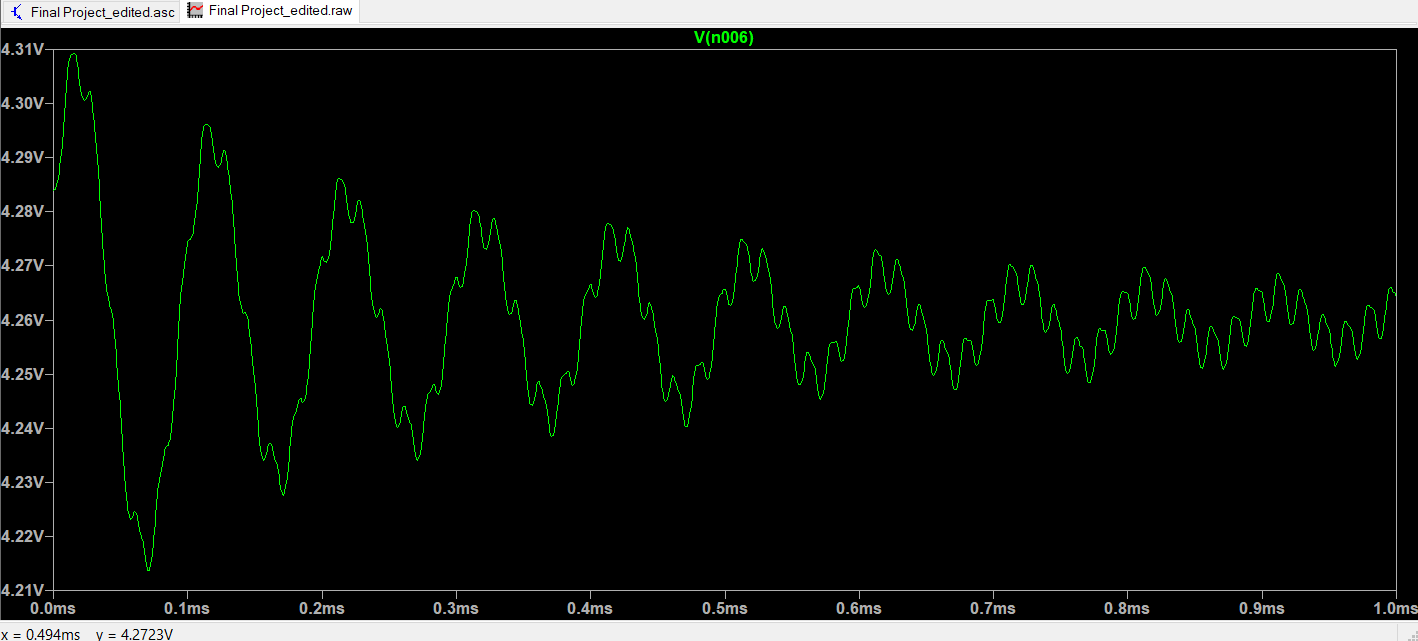 Final Project_edited.asc Final Project_edited.raw
V(n006)
4.31V
4.30V
4.29V
4.28V
4.27V
4.26V
4.25V
4.24V
4.23V
4.22V
4.21V
0.0ms 0.1ms 0.2ms 0.3ms 0.4ms 0.5ms 0.6ms 0.7ms 0.8ms 0.9ms 1.0ms
x = 0.494ms y = 4.2723V